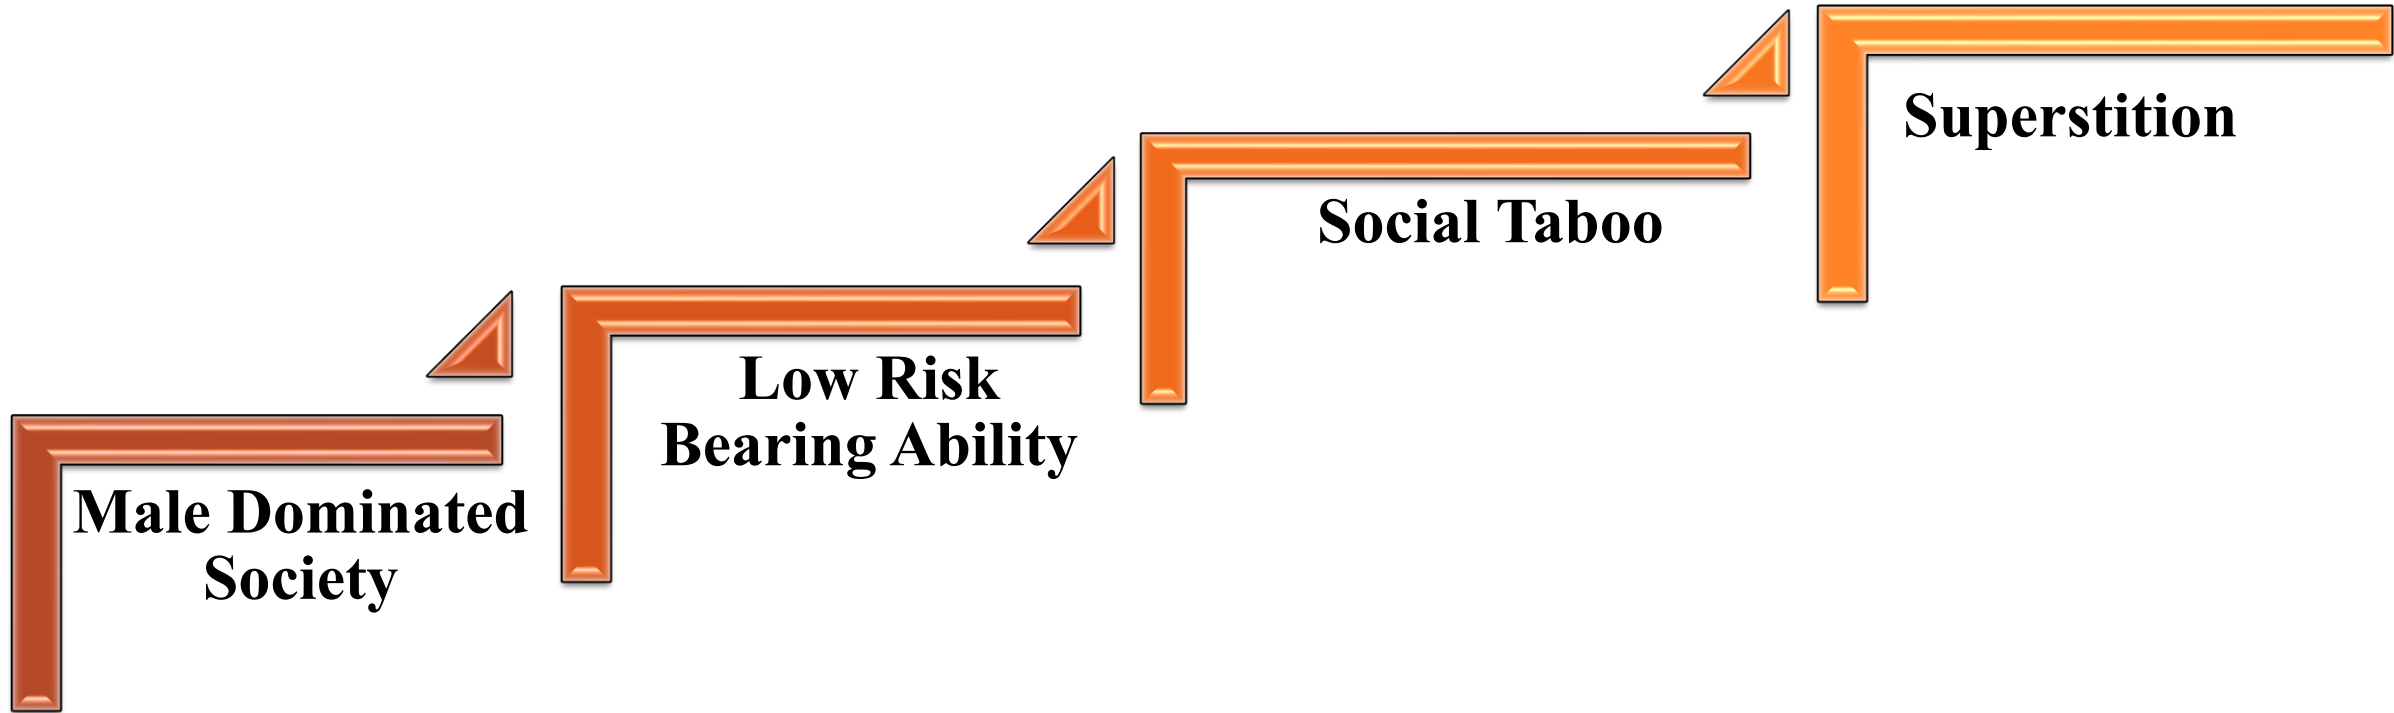 Male Dominated
Society
Low Risk
Bearing Ability
Social Taboo
Superstition